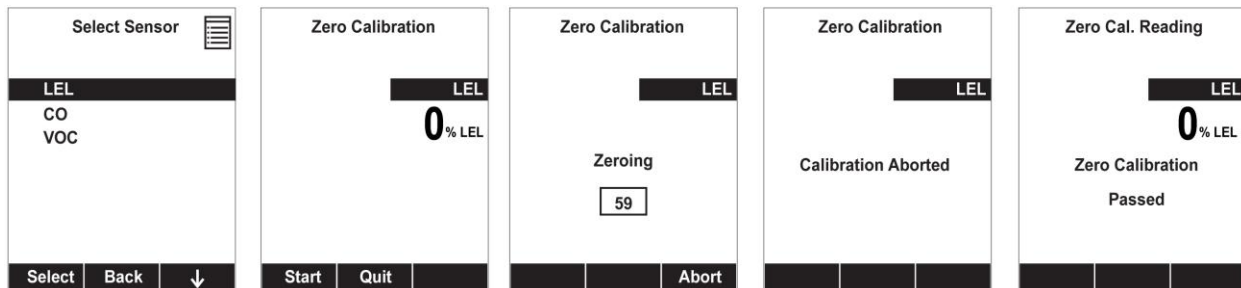 Select Sensor
LEL
CO
VOC
Select Back ↓
Zero Calibration
LEL
0 % LEL
Start Quit
Zero Calibration
LEL
Zeroing
59
Abort
Zero Calibration
LEL
Calibration Aborted
Zero Cal. Reading
LEL
0 % LEL
Zero Calibration
Passed